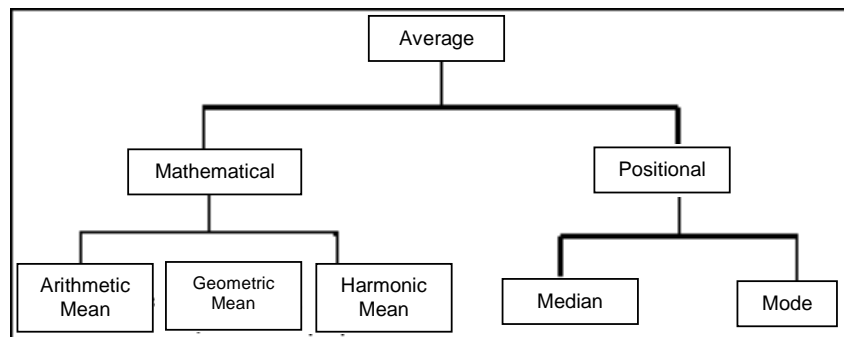 Average
Mathematical
Positional
Arithmetic
Mean
Geometric
Mean
Harmonic
Mean
Median
Mode